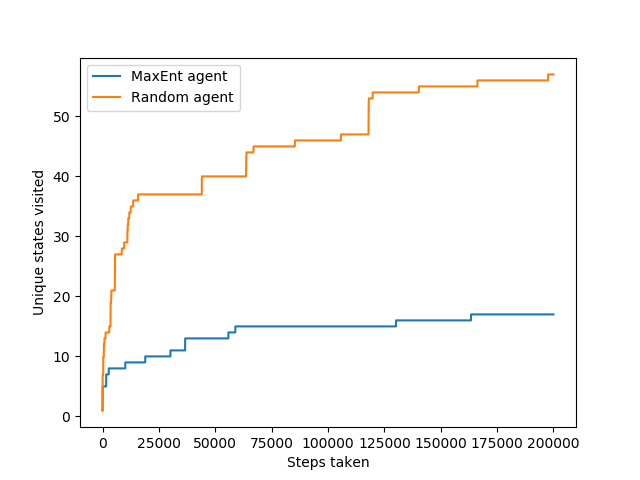 MaxEnt agent
Random agent
50
40
30
20
10
0
Unique states visited
0 25000 50000 75000 100000 125000 150000 175000 200000
Steps taken